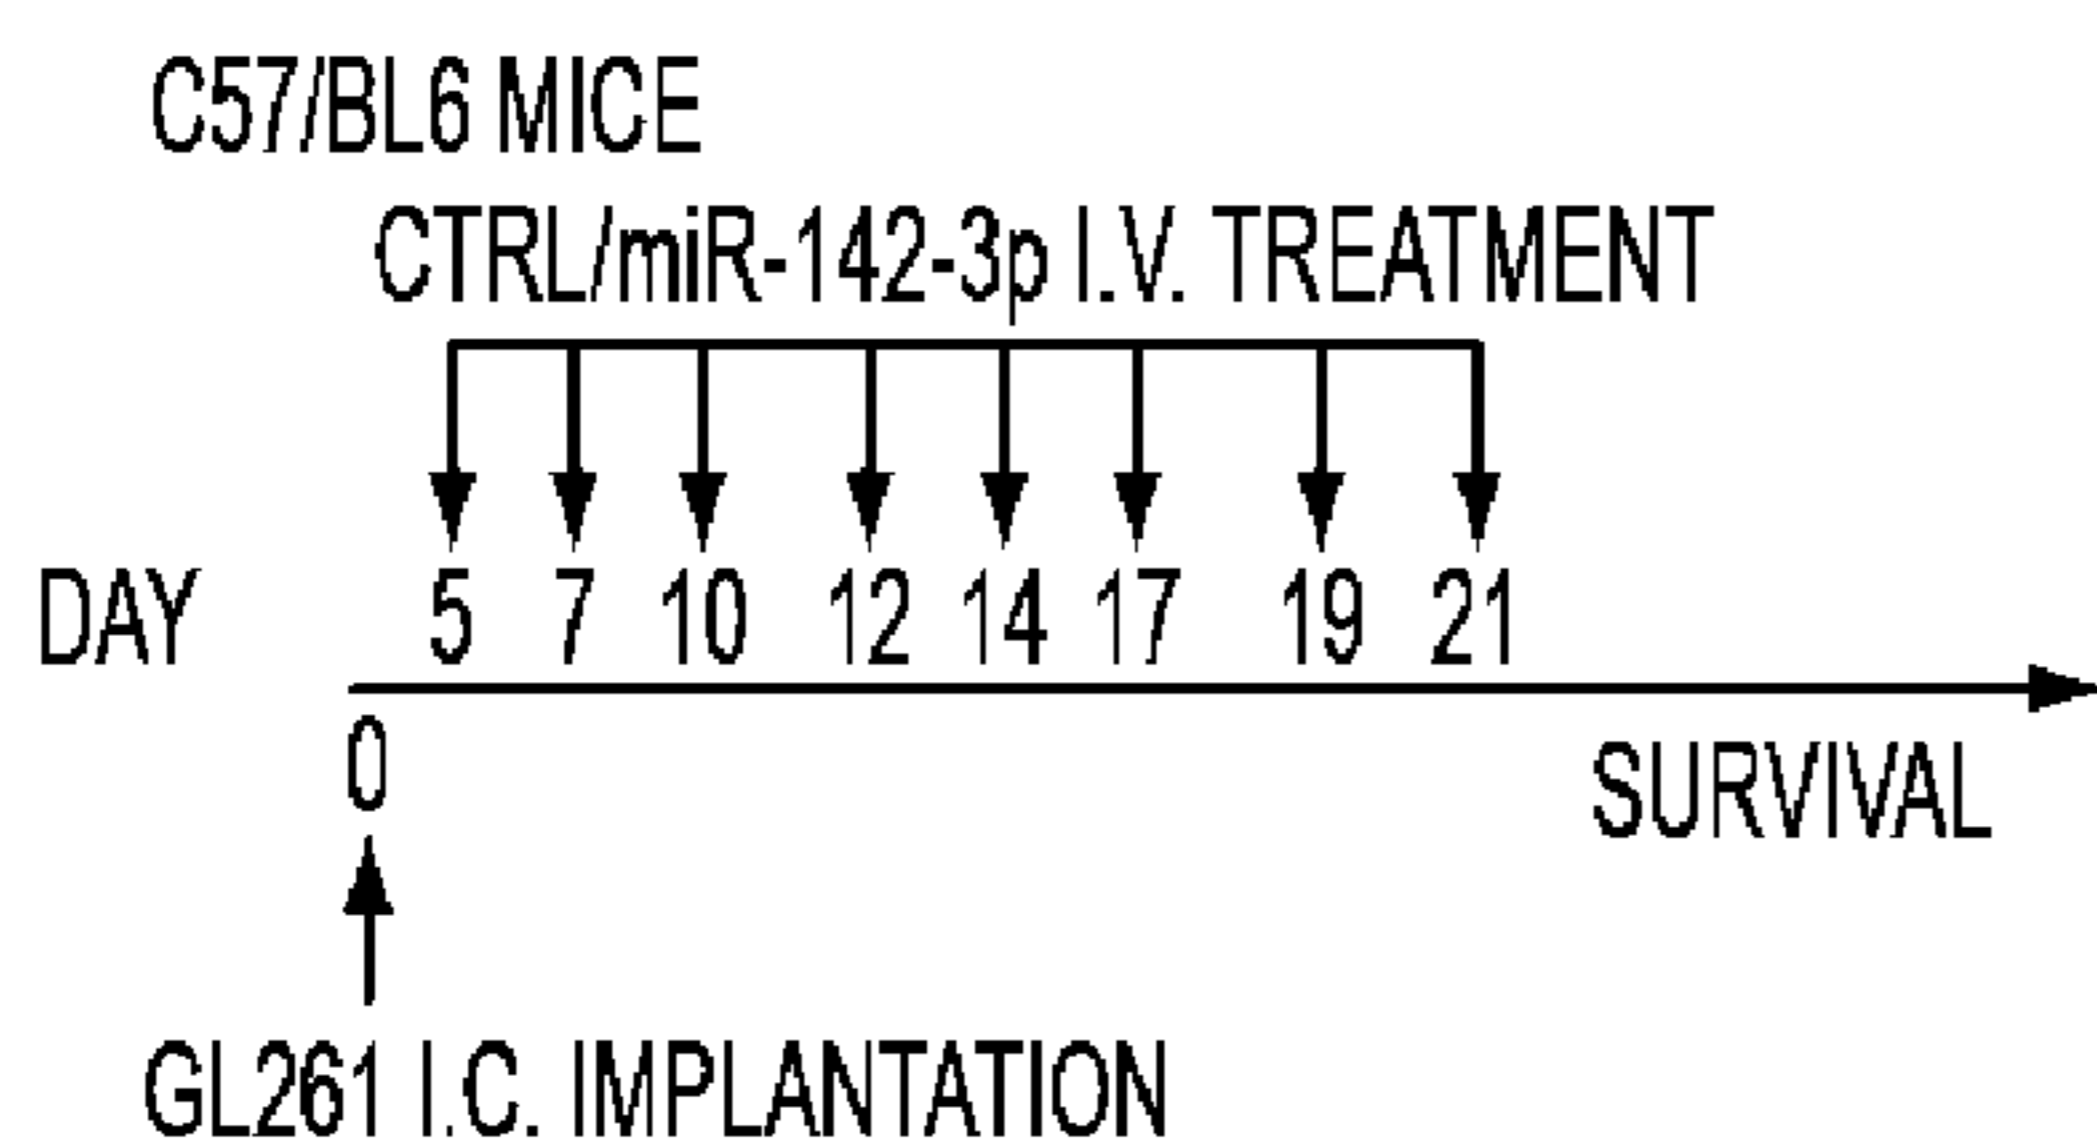 C57/BL6 MICE
CTRL/miR-142-3p I.V. TREATMENT
DAY 5 7 10 12 14 17 19 21
0
SURVIVAL
GL261 I.C. IMPLANTATION